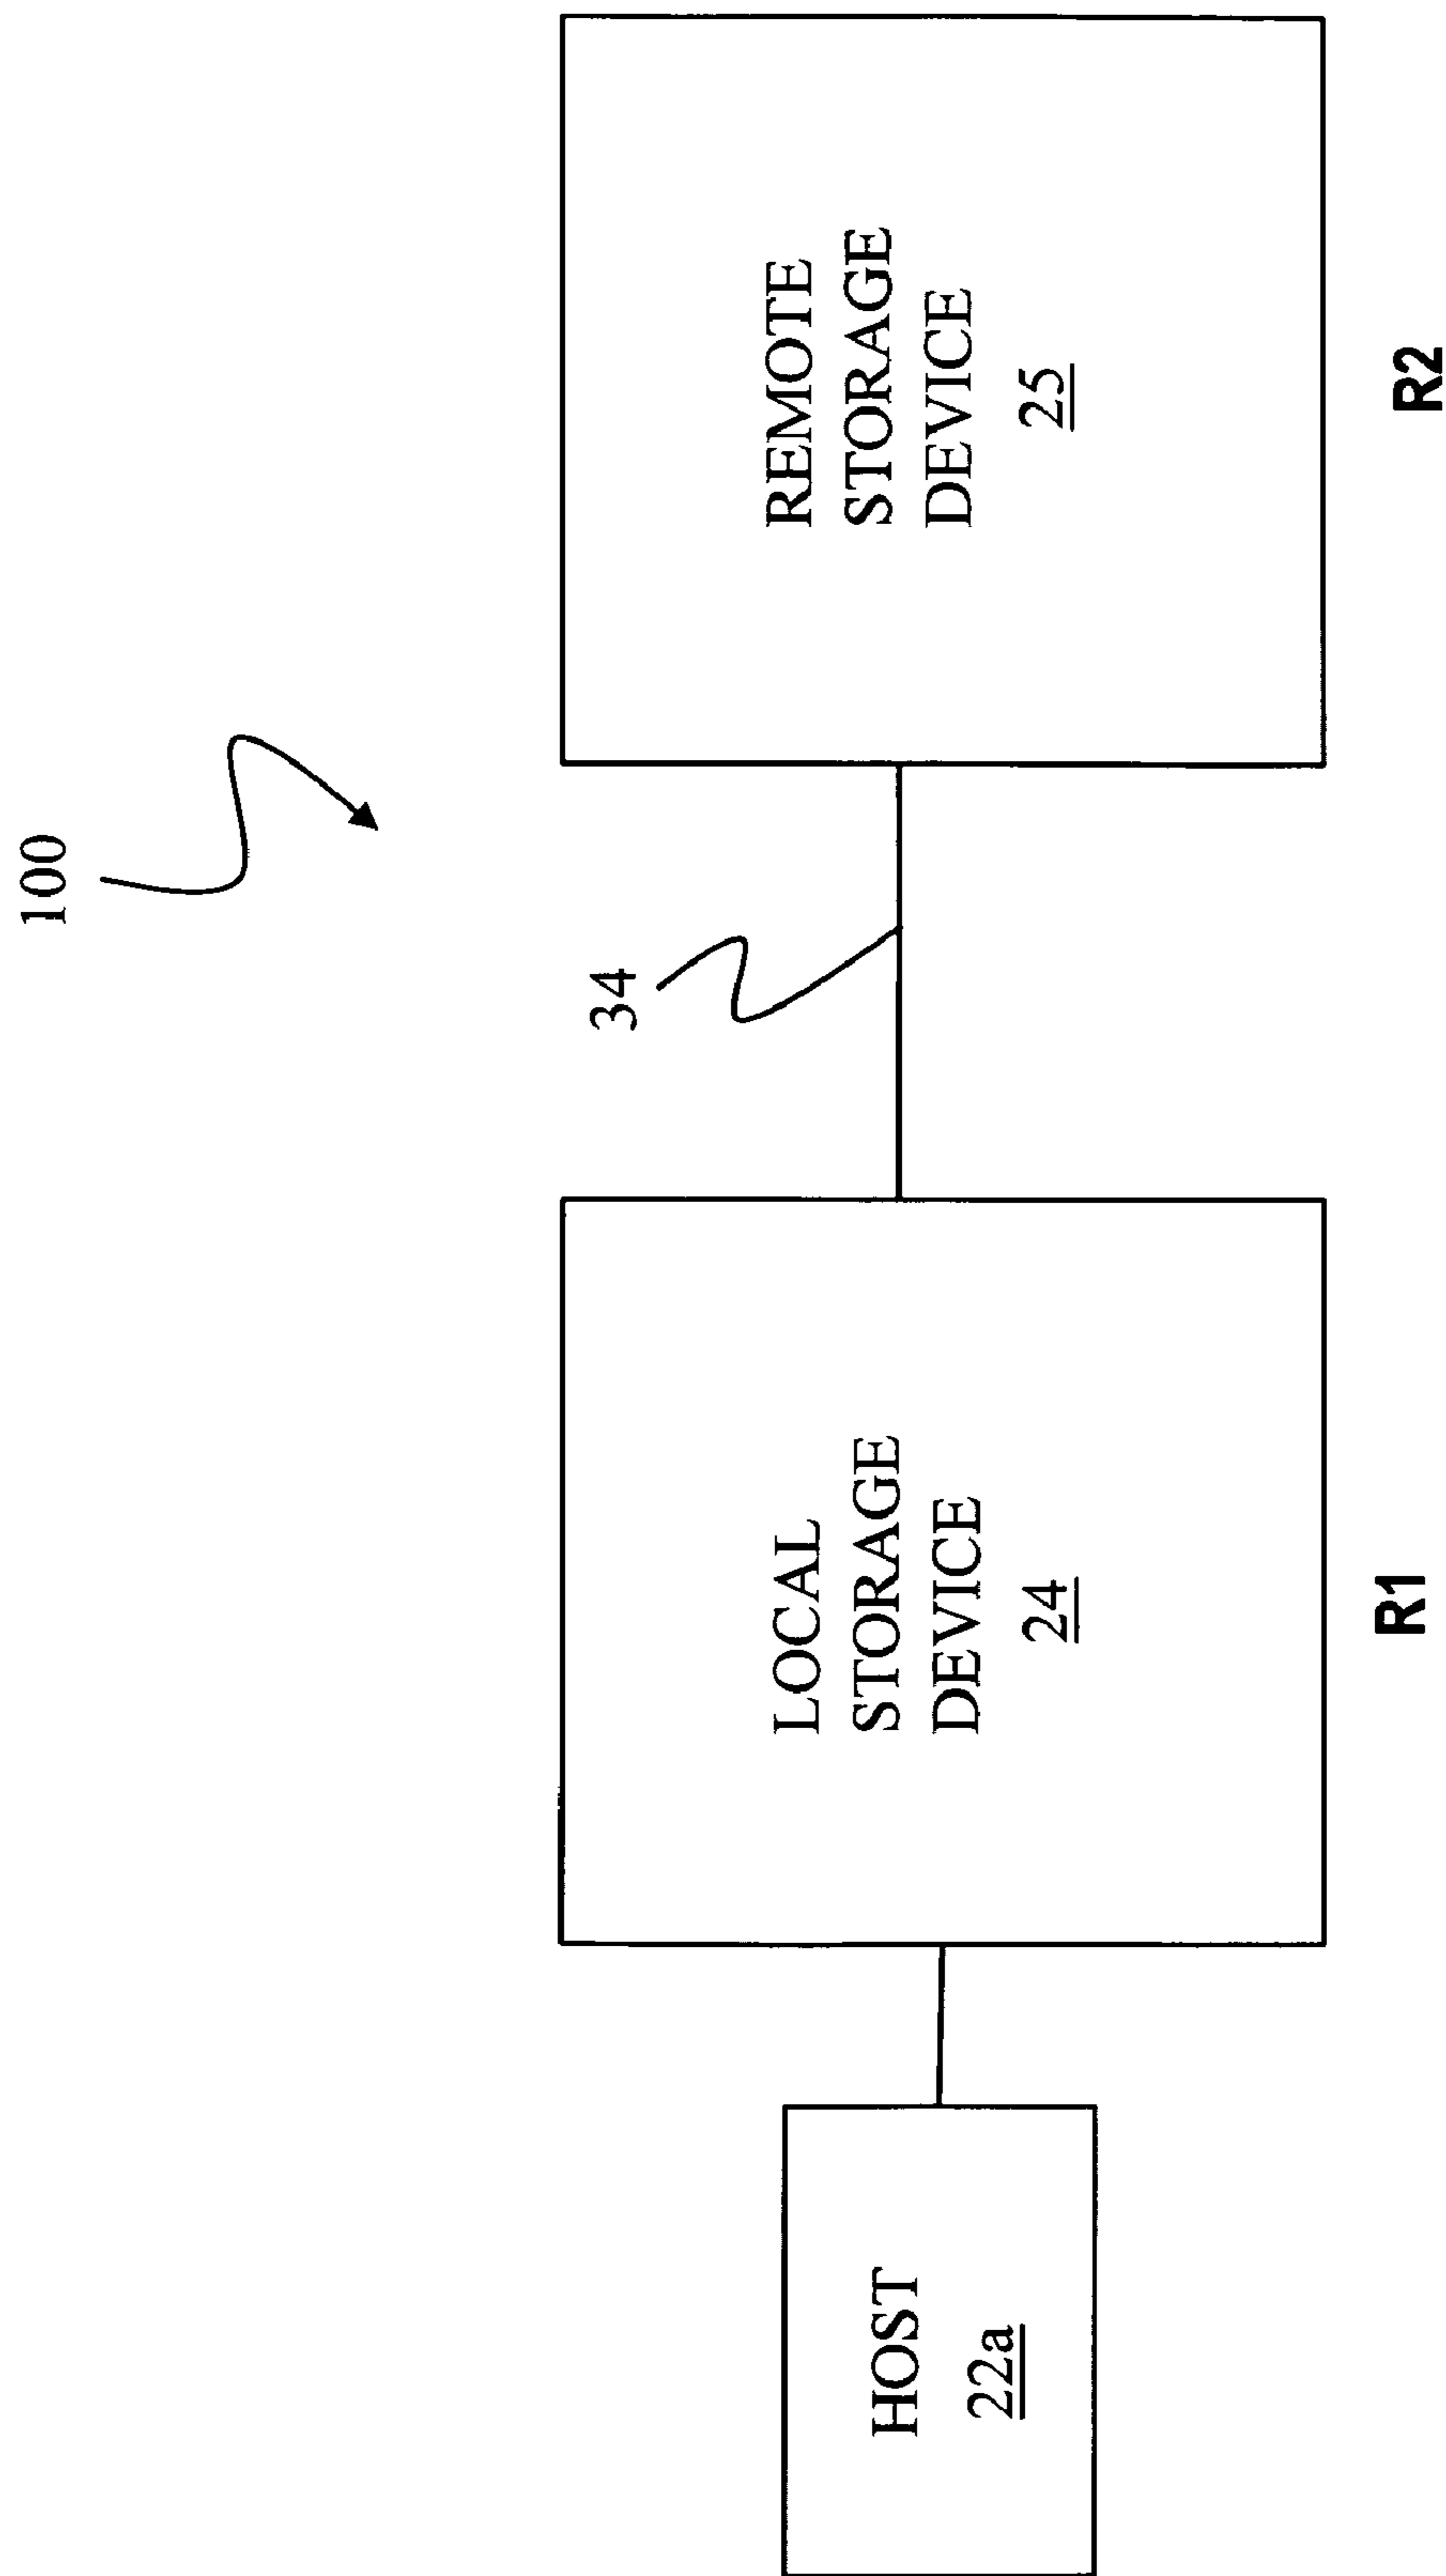 100
34
HOST
22a
LOCAL
STORAGE
DEVICE
24
REMOTE
STORAGE
DEVICE
25
R1
R2